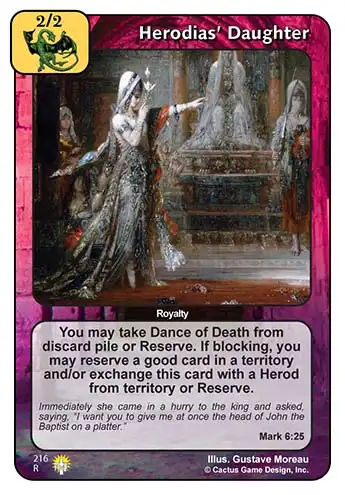 2/2
Herodias' Daughter
Royalty
You may take Dance of Death from
discard pile or Reserve. If blocking, you
may reserve a good card in a territory
and/or exchange this card with a Herod
from territory or Reserve.
Immediately she came in a hurry to the king and asked,
saying, "I want you to give me at once the head of John the
Baptist on a platter."
Mark 6:25
216
R
Illus. Gustave Moreau
© Cactus Game Design, Inc.